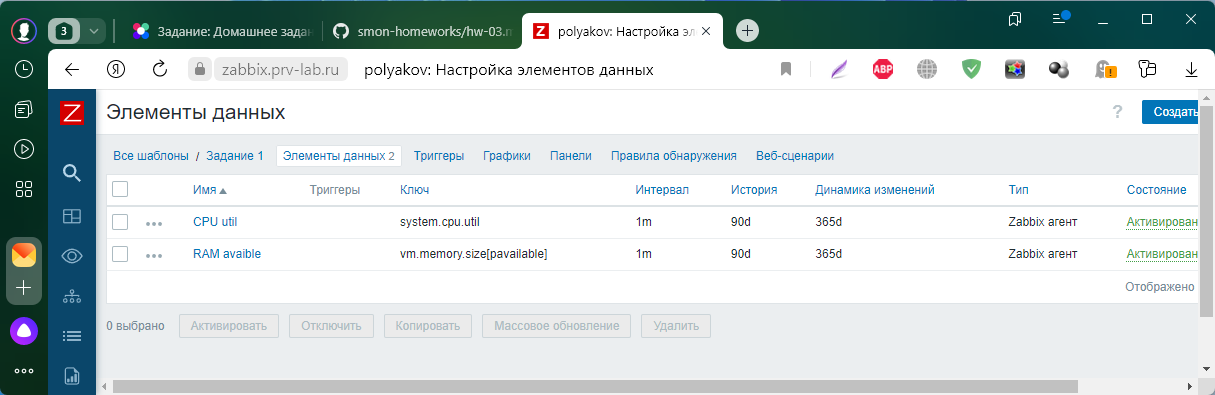 3 Задание: Домашнее задан smon-homeworks/hw-03.m Z polyakov: Настройка эле
Я zabbix.prv-lab.ru polyakov: Настройка элементов данных ABP
Z Элементы данных ? Создать
Все шаблоны / Задание 1 Элементы данных 2 Триггеры Графики Панели Правила обнаружения Веб-сценарии
Имя Триггеры Ключ Интервал История Динамика изменений Тип Состояние
CPU util system.cpu.util 1m 90d 365d Zabbix агент Активирован
RAM avaible vm.memory.size[pavailable] 1m 90d 365d Zabbix агент Активирован
Отображено
0 выбрано Активировать Отключить Копировать Массовое обновление Удалить